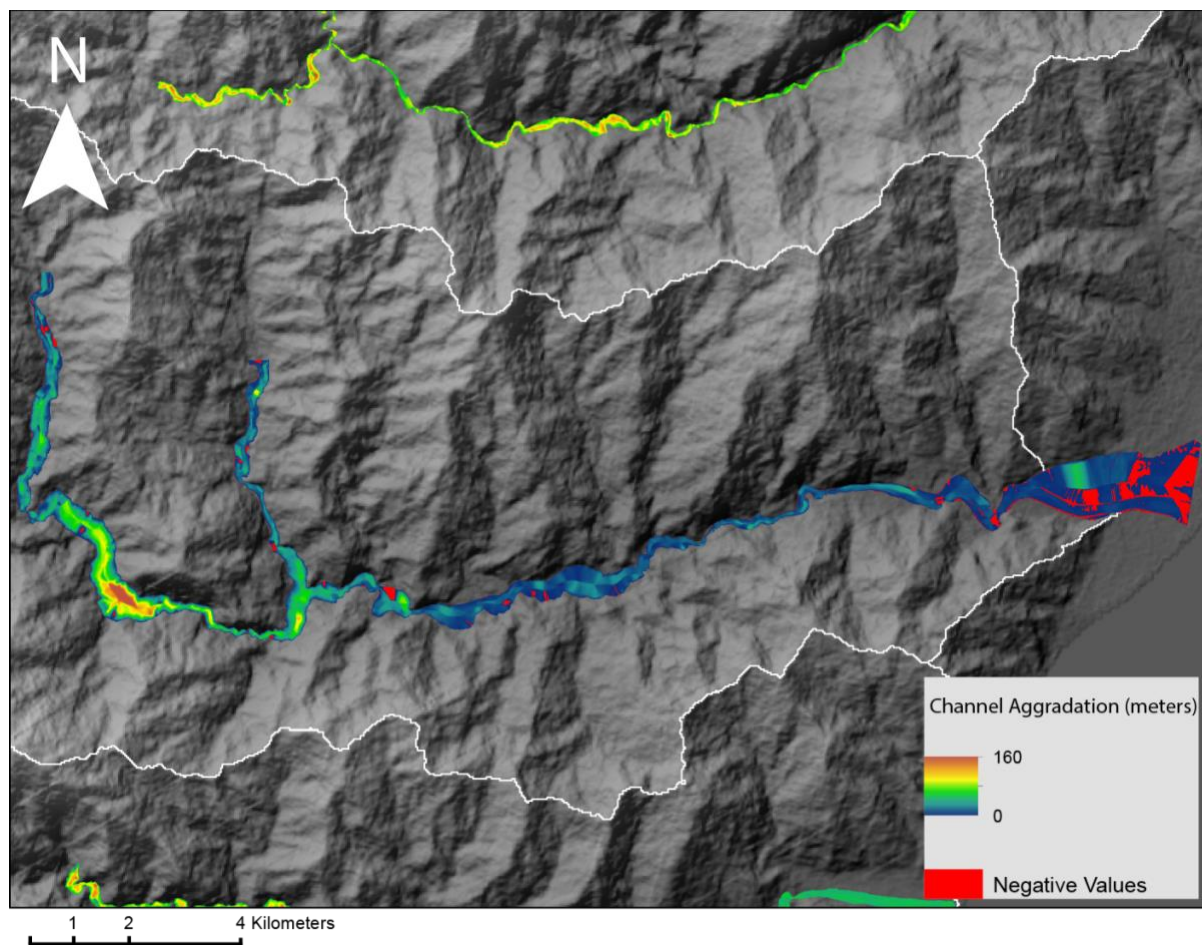 N
Channel Aggradation (meters)
160
0
Negative Values
1 2 4 Kilometers